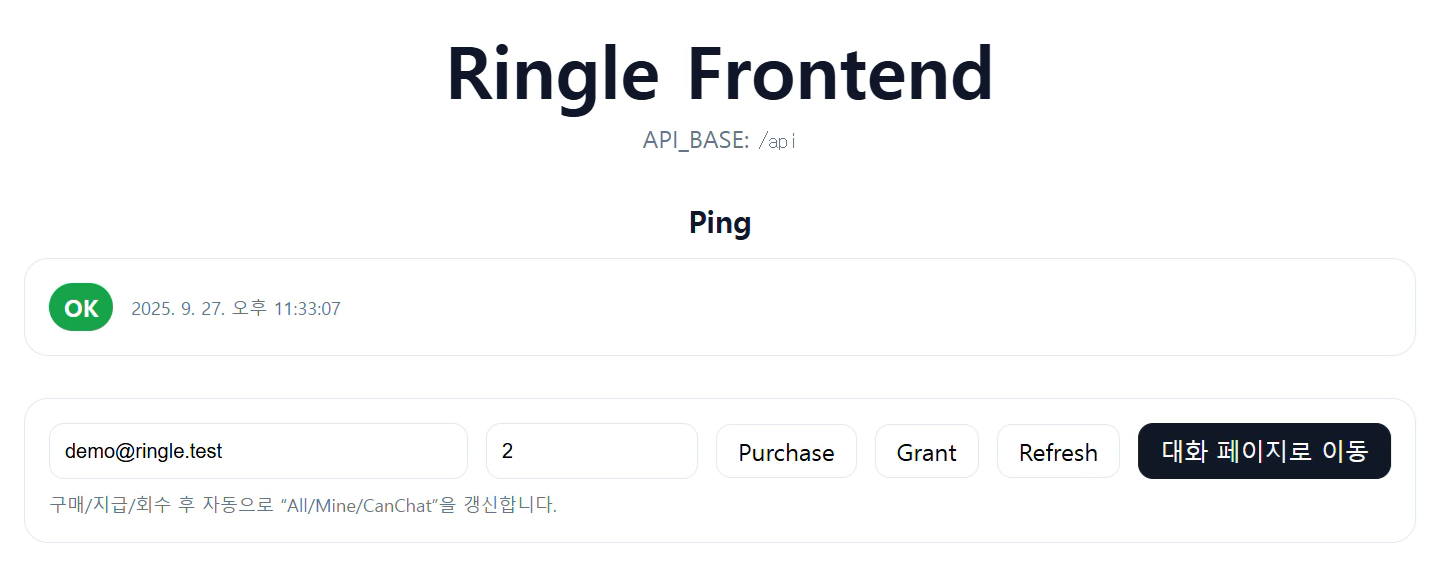 Ringle Frontend
API_BASE: /api
Ping
OK 2025. 9. 27. 오후 11:33:07
demo@ringle.test 2 Purchase Grant Refresh 대화 페이지로 이동
구매/지급/회수 후 자동으로 “All/Mine/CanChat”을 갱신합니다.